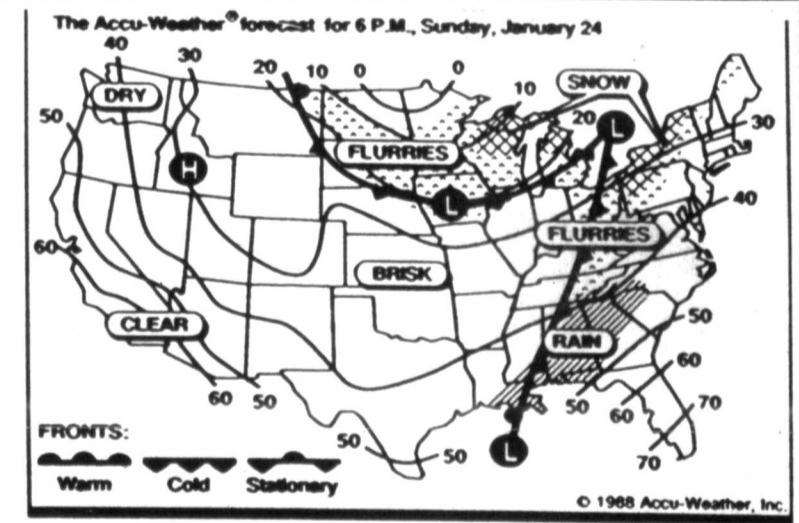 The Accu-Weather® forecast for 6 P.M., Sunday, January 24
40
30
20 10 0 0
10
SNOW
DRY
50
20
30
H
L
FLURRIES
L
40
60
FLURRIES
BRISK
CLEAR
50
RAIN
60
60 50
50 60
70
70
50
50
L
FRONTS:
Warm Cold Stationary
© 1988 Accu-Weather, Inc.